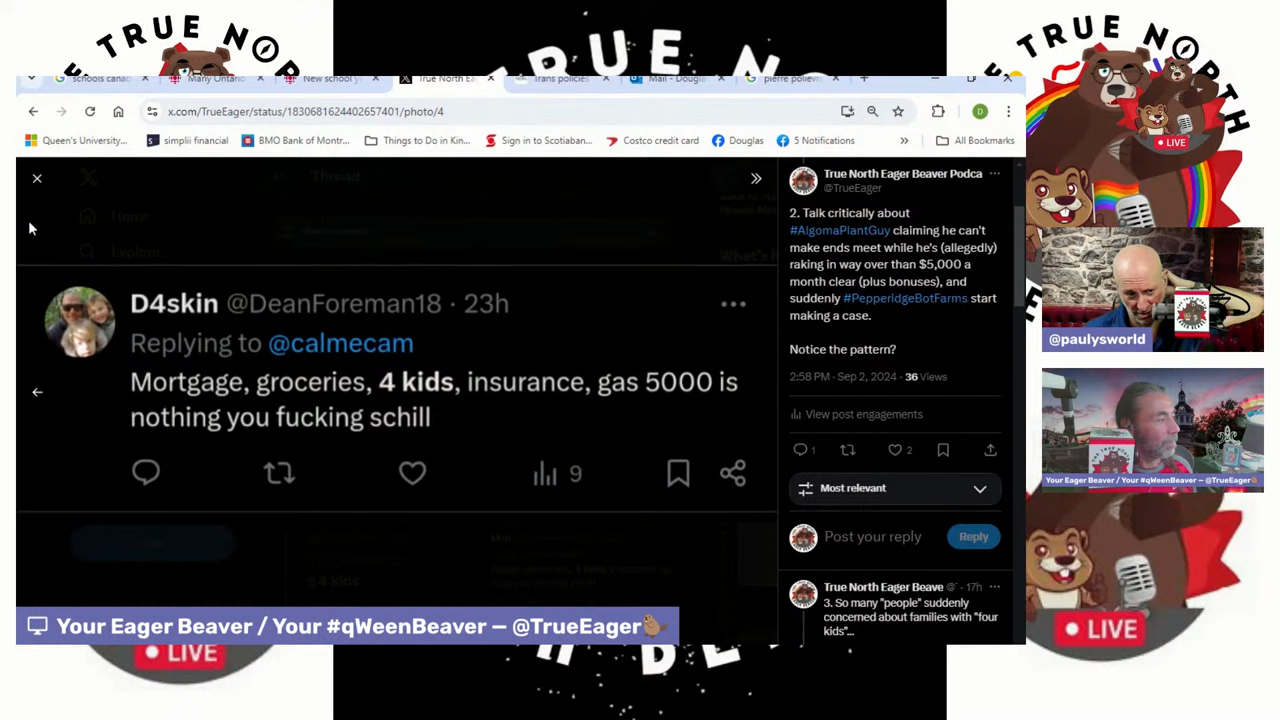 TRUE NO
TRUE N
TRUE NORTH
LIVE
schools cana
Many Ontario
New school y
True North Ea
Trans policies
Mail - Dougla
pierre poilievr
x.com/TrueEager/status/1830681624402657401/photo/4
Queen's University...
simplii financial
BMO Bank of Montr...
Things to Do in Kin...
Sign in to Scotiaban...
Costco credit card
Douglas
5 Notifications
All Bookmarks
Thread
Home
Explore
D4skin @DeanForeman18 · 23h
Replying to @calmecam
Mortgage, groceries, 4 kids, insurance, gas 5000 is
nothing you fucking schill
9
4 kids
True North Eager Beaver Podca
@TrueEager
2. Talk critically about
#AlgomaPlantGuy claiming he can't
make ends meet while he's (allegedly)
raking in way over than $5,000 a
month clear (plus bonuses), and
suddenly #PepperidgeBotFarms start
making a case.
Notice the pattern?
2:58 PM · Sep 2, 2024 · 36 Views
View post engagements
1
2
Most relevant
Post your reply
Reply
True North Eager Beave @ · 17h
3. So many "people" suddenly
concerned about families with "four
kids"...
@paulysworld
Your Eager Beaver / Your #qWeenBeaver — @TrueEager
Your Eager Beaver / Your #qWeenBeaver — @TrueEager
LIVE
LIVE